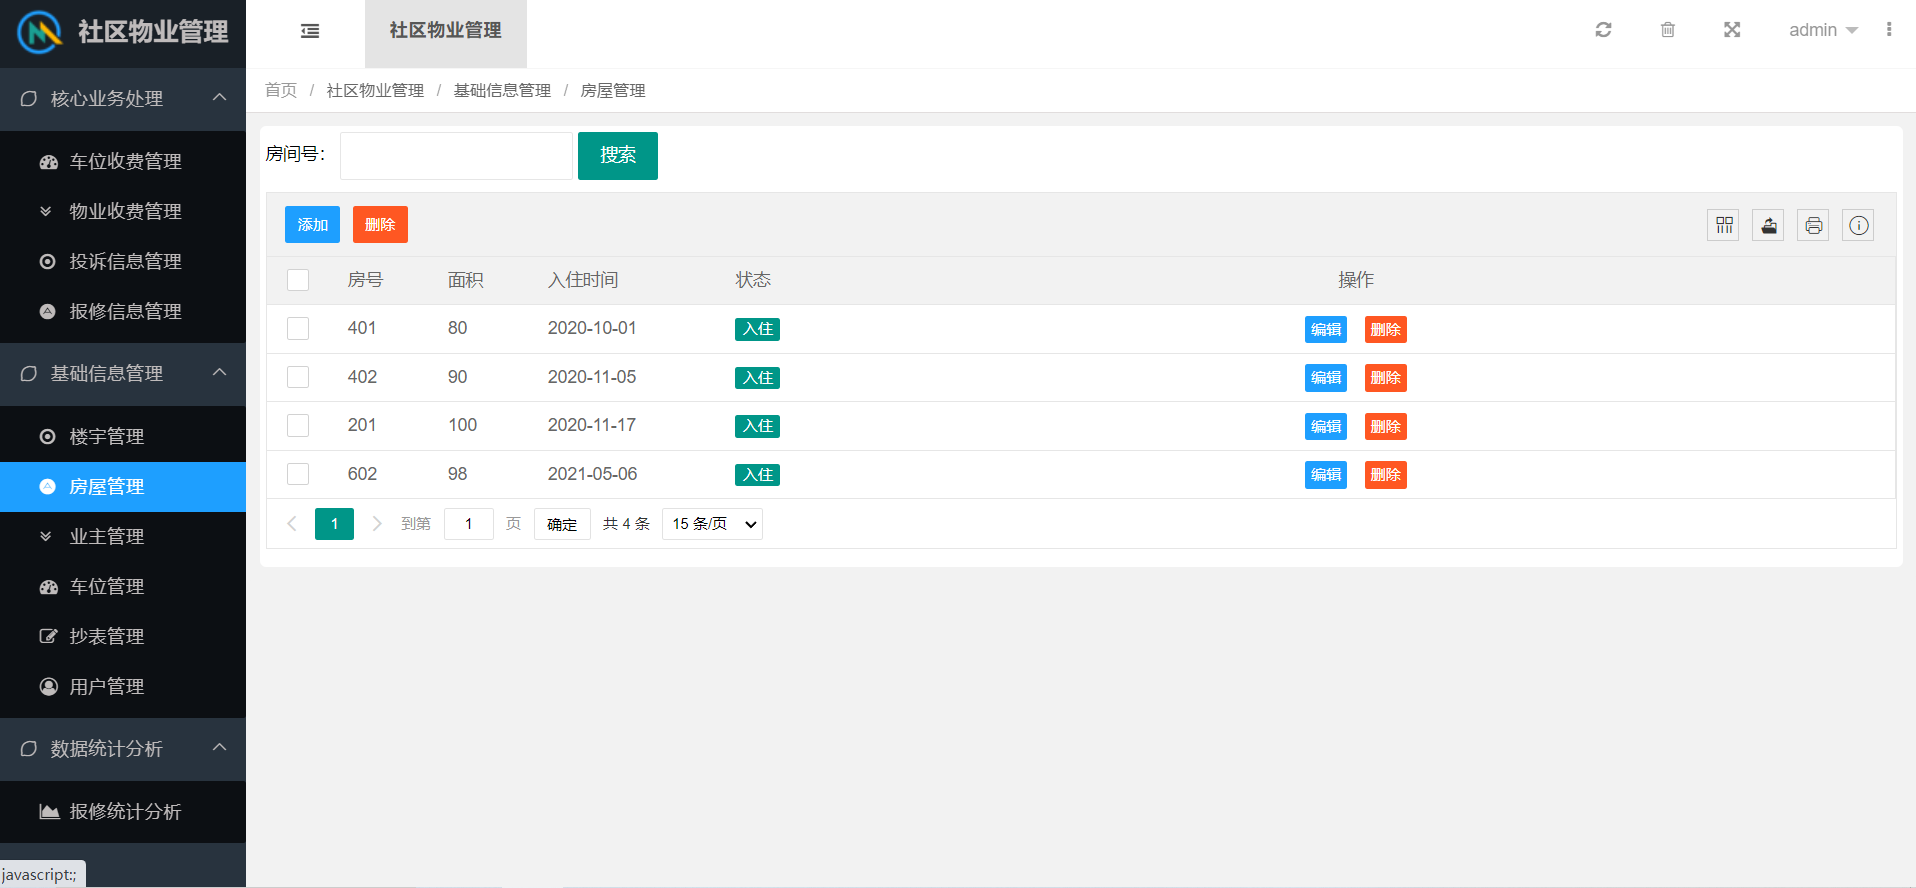 社区物业管理
社区物业管理
admin
首页 / 社区物业管理 / 基础信息管理 / 房屋管理
核心业务处理
车位收费管理
物业收费管理
投诉信息管理
报修信息管理
基础信息管理
楼宇管理
房屋管理
业主管理
车位管理
抄表管理
用户管理
数据统计分析
报修统计分析
javascript:;
房间号： 搜索
添加 删除
房号 面积 入住时间 状态 操作
401 80 2020-10-01 入住 编辑 删除
402 90 2020-11-05 入住 编辑 删除
201 100 2020-11-17 入住 编辑 删除
602 98 2021-05-06 入住 编辑 删除
1 到第 1 页 确定 共 4 条 15 条/页